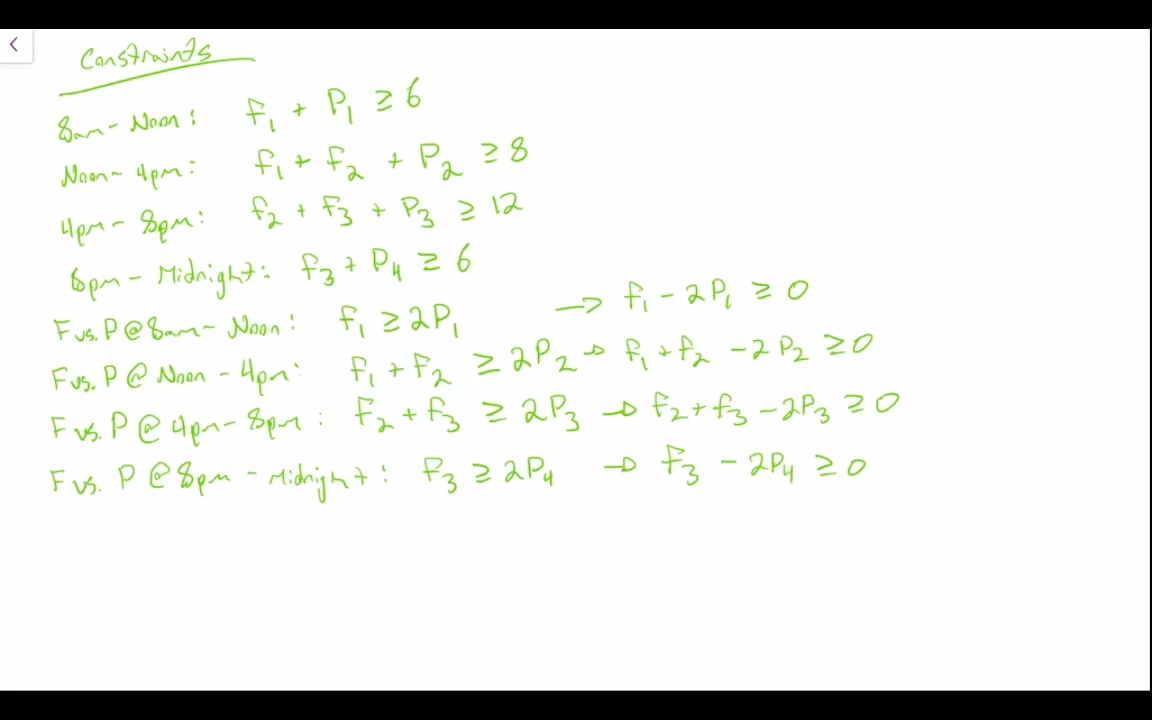 Constraints
8am - Noon: f₁ + P₁ ≥ 6
Noon - 4pm: f₁ + f₂ + P₂ ≥ 8
4pm - 8pm: f₂ + f₃ + P₃ ≥ 12
8pm - Midnight: f₃ + P₄ ≥ 6
F vs. P @ 8am - Noon: f₁ ≥ 2P₁ → f₁ - 2P₁ ≥ 0
F vs. P @ Noon - 4pm: f₁ + f₂ ≥ 2P₂ → f₁ + f₂ - 2P₂ ≥ 0
F vs. P @ 4pm - 8pm: f₂ + f₃ ≥ 2P₃ → f₂ + f₃ - 2P₃ ≥ 0
F vs. P @ 8pm - Midnight: f₃ ≥ 2P₄ → f₃ - 2P₄ ≥ 0